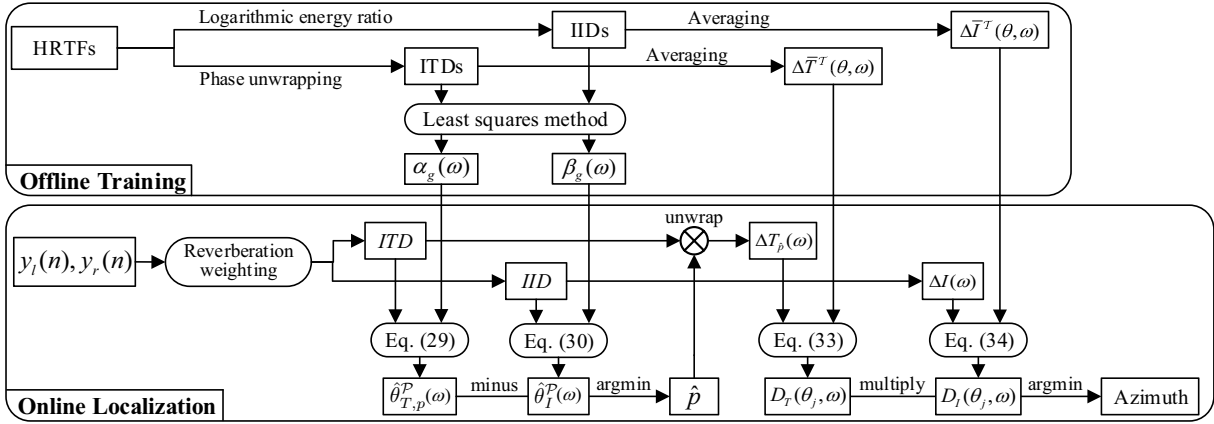 HRTFs
Logarithmic energy ratio
IIDs
Averaging
Δ𝐼̄^𝒯(θ,ω)
Phase unwrapping
ITDs
Averaging
Δ𝑇̄^𝒯(θ,ω)
Least squares method
α_g(ω)
β_g(ω)
Offline Training
y_l(n), y_r(n)
Reverberation
weighting
ITD
unwrap
ΔT_p̂(ω)
IID
ΔI(ω)
Eq. (29)
Eq. (30)
Eq. (33)
Eq. (34)
θ̂^𝒫_{T,p}(ω)
minus
θ̂^𝒫_I(ω)
argmin
p̂
D_T(θ_j,ω)
multiply
D_I(θ_j,ω)
argmin
Azimuth
Online Localization